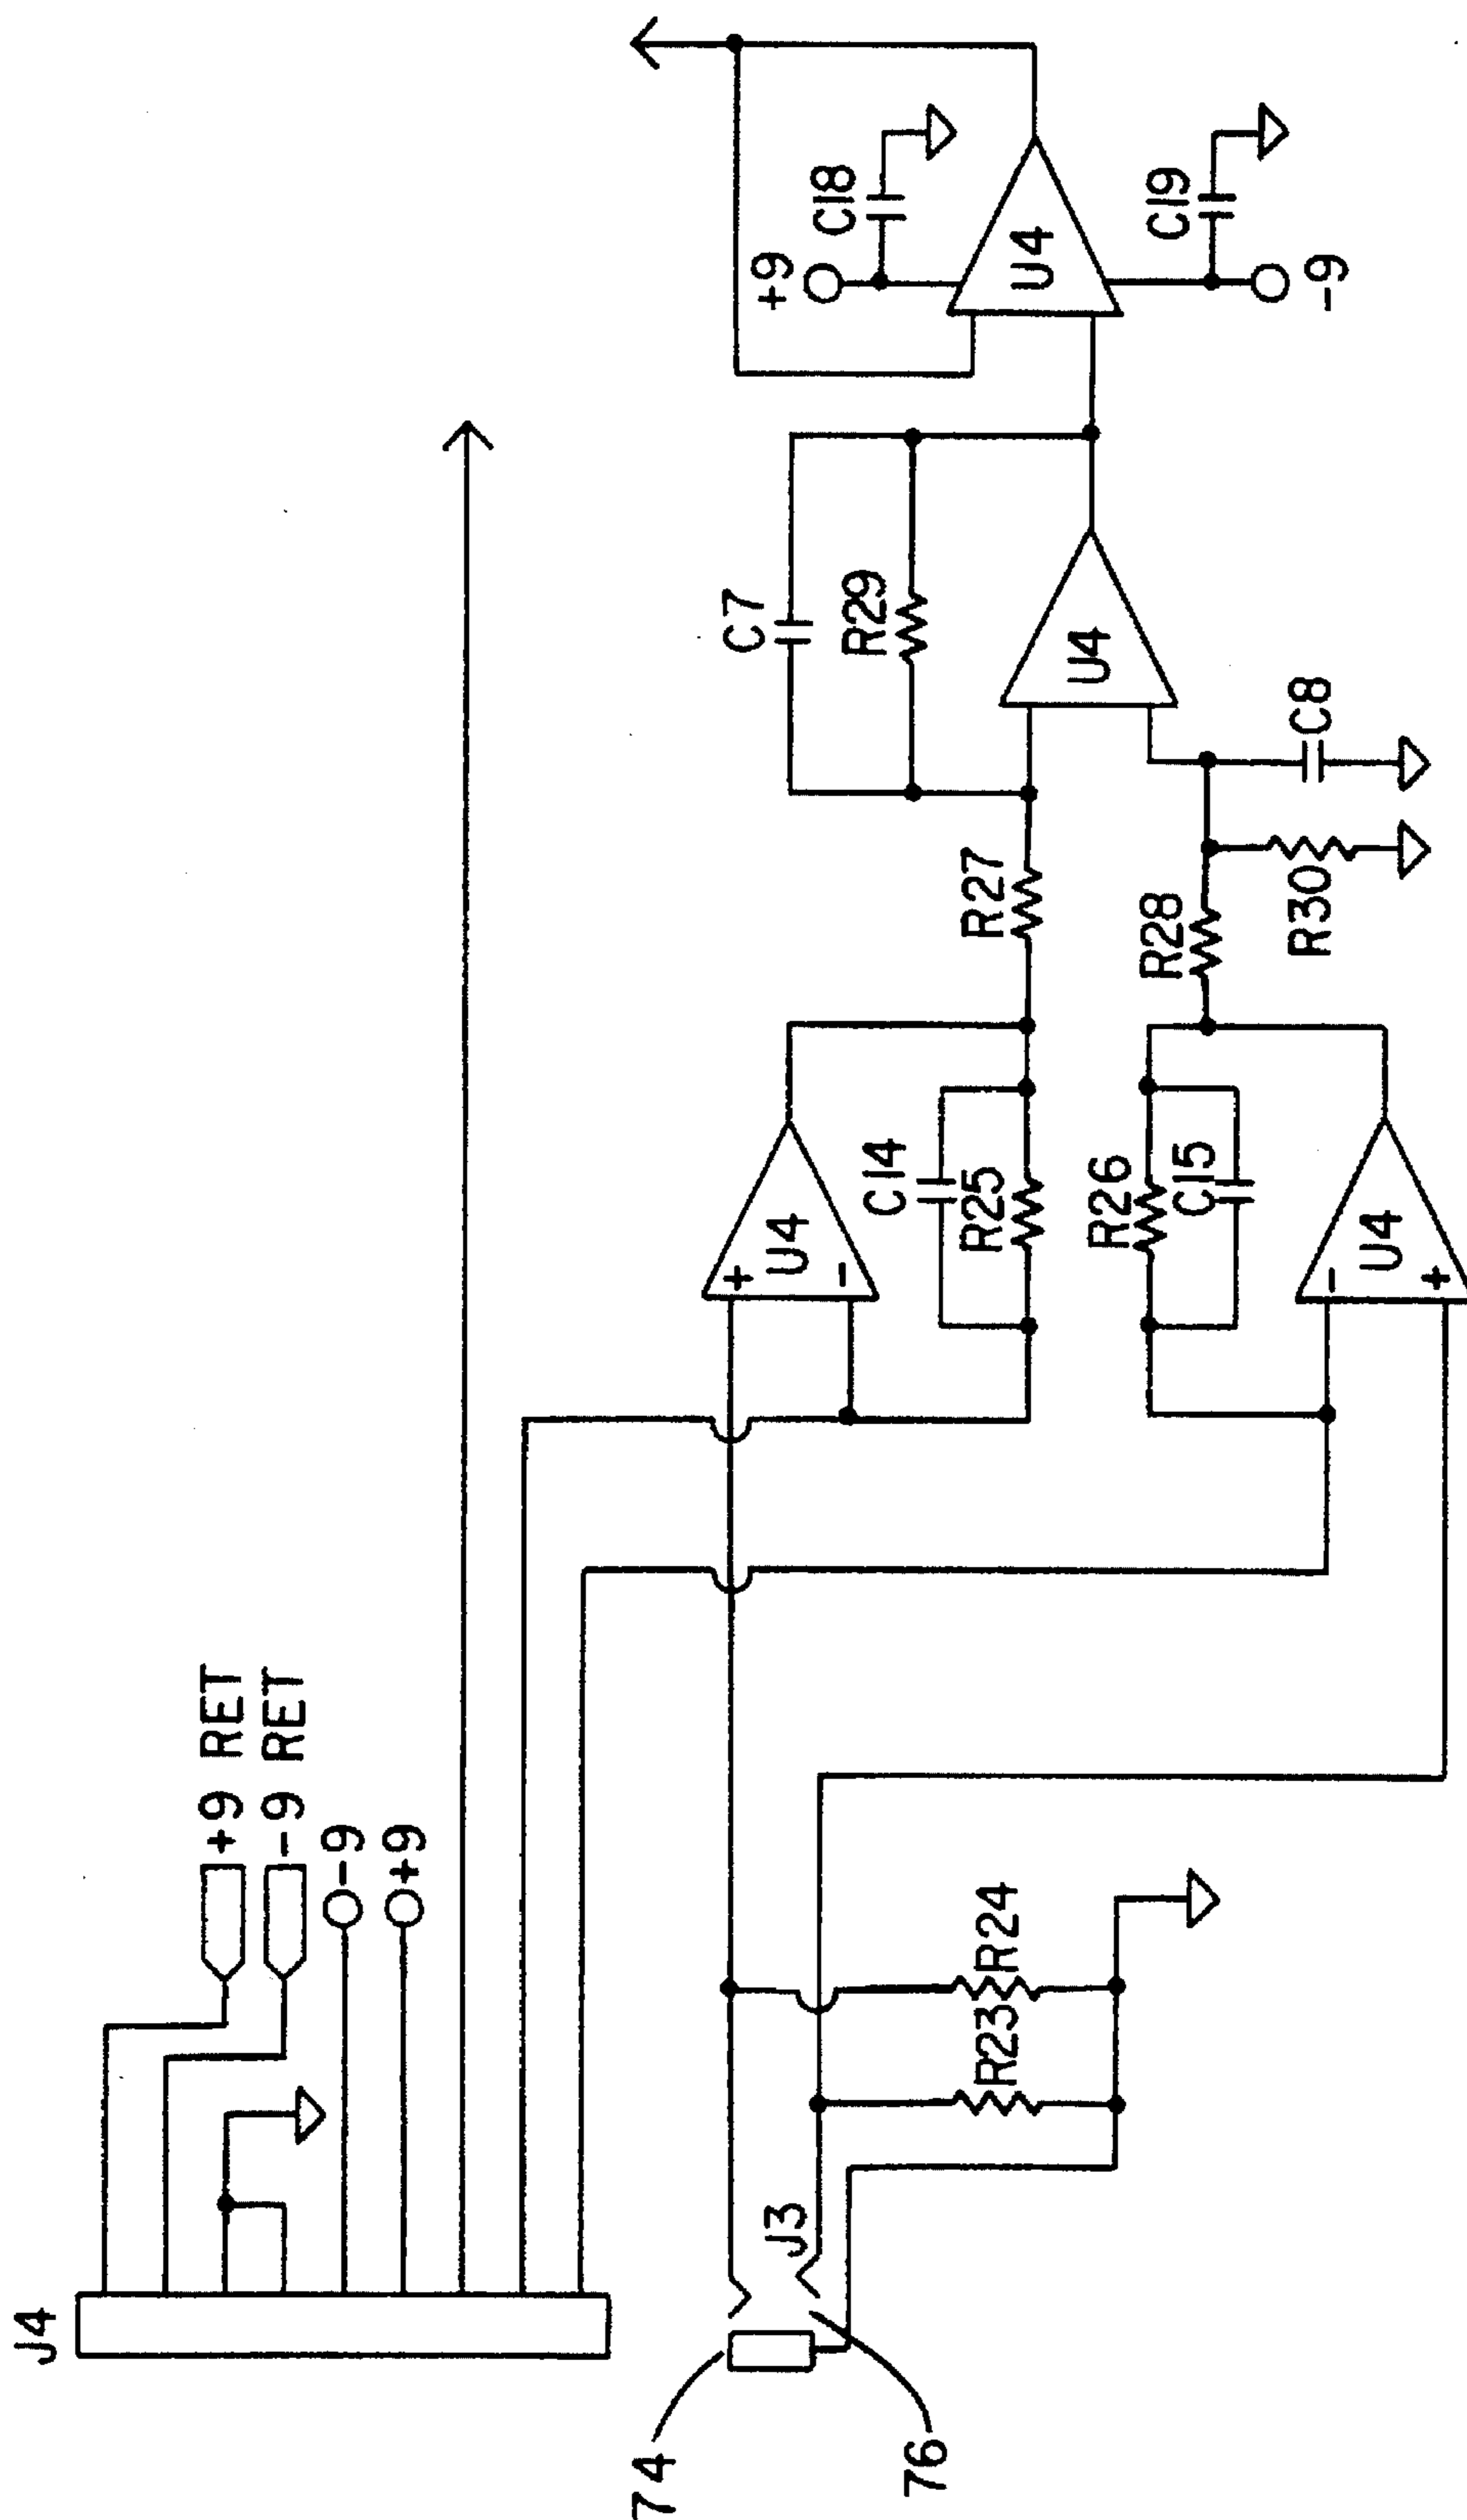 J4
+9 RET
-9 RET
-9
+9
74
J3
76
R23
R24
+
U4
-
C14
R25
R26
C15
-
U4
+
R27
R28
R30
C8
C7
R29
U4
+9
C18
U4
C19
-9